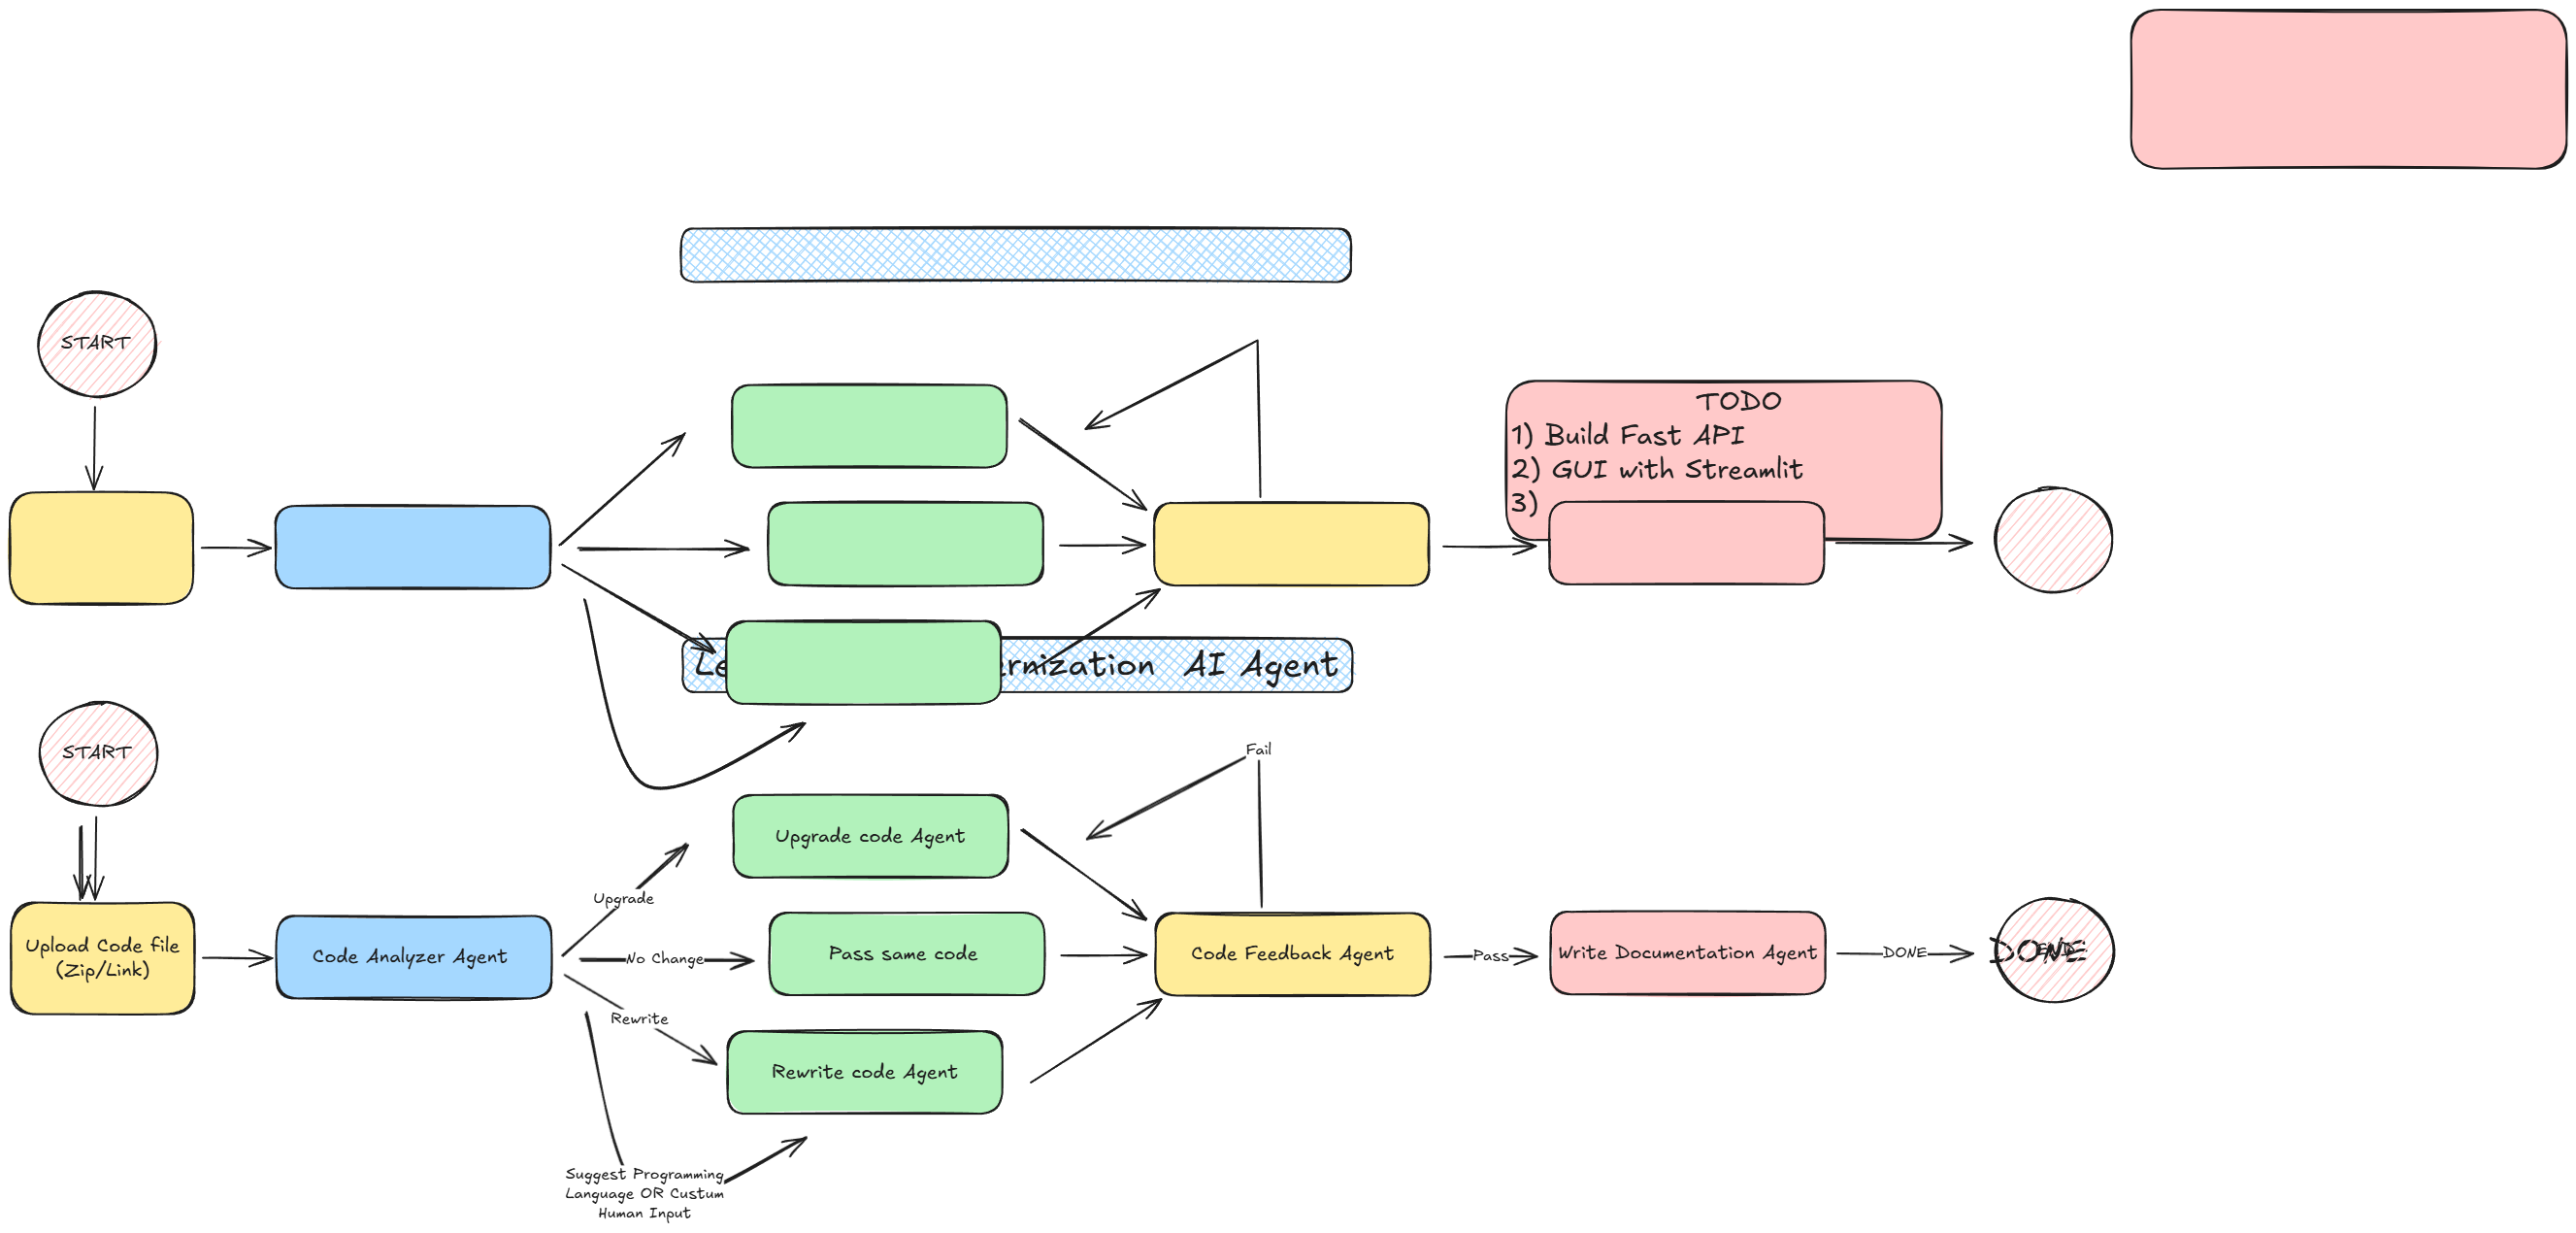 START
TODO
1) Build Fast API
2) GUI with Streamlit
3)
AI Agent
START
Fail
Upgrade code Agent
Upgrade
Upload Code file
(Zip/Link)
Code Analyzer Agent
No Change
Pass same code
Code Feedback Agent
Pass
Write Documentation Agent
DONE
DONE
Rewrite
Rewrite code Agent
Suggest Programming
Language OR Custum
Human Input